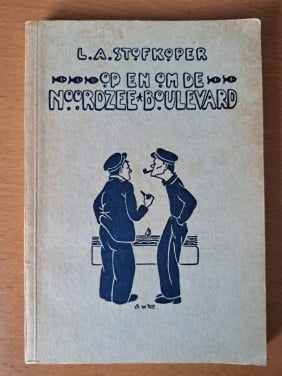 L.A. STOFKOPER
OP EN OM DE
NOORDZEE BOULEVARD